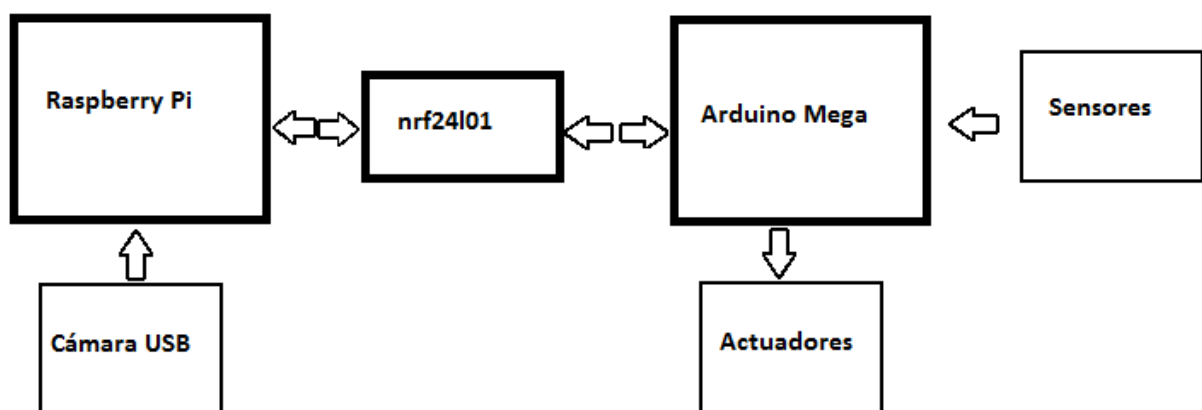 Raspberry Pi
nrf24l01
Arduino Mega
Sensores
Cámara USB
Actuadores